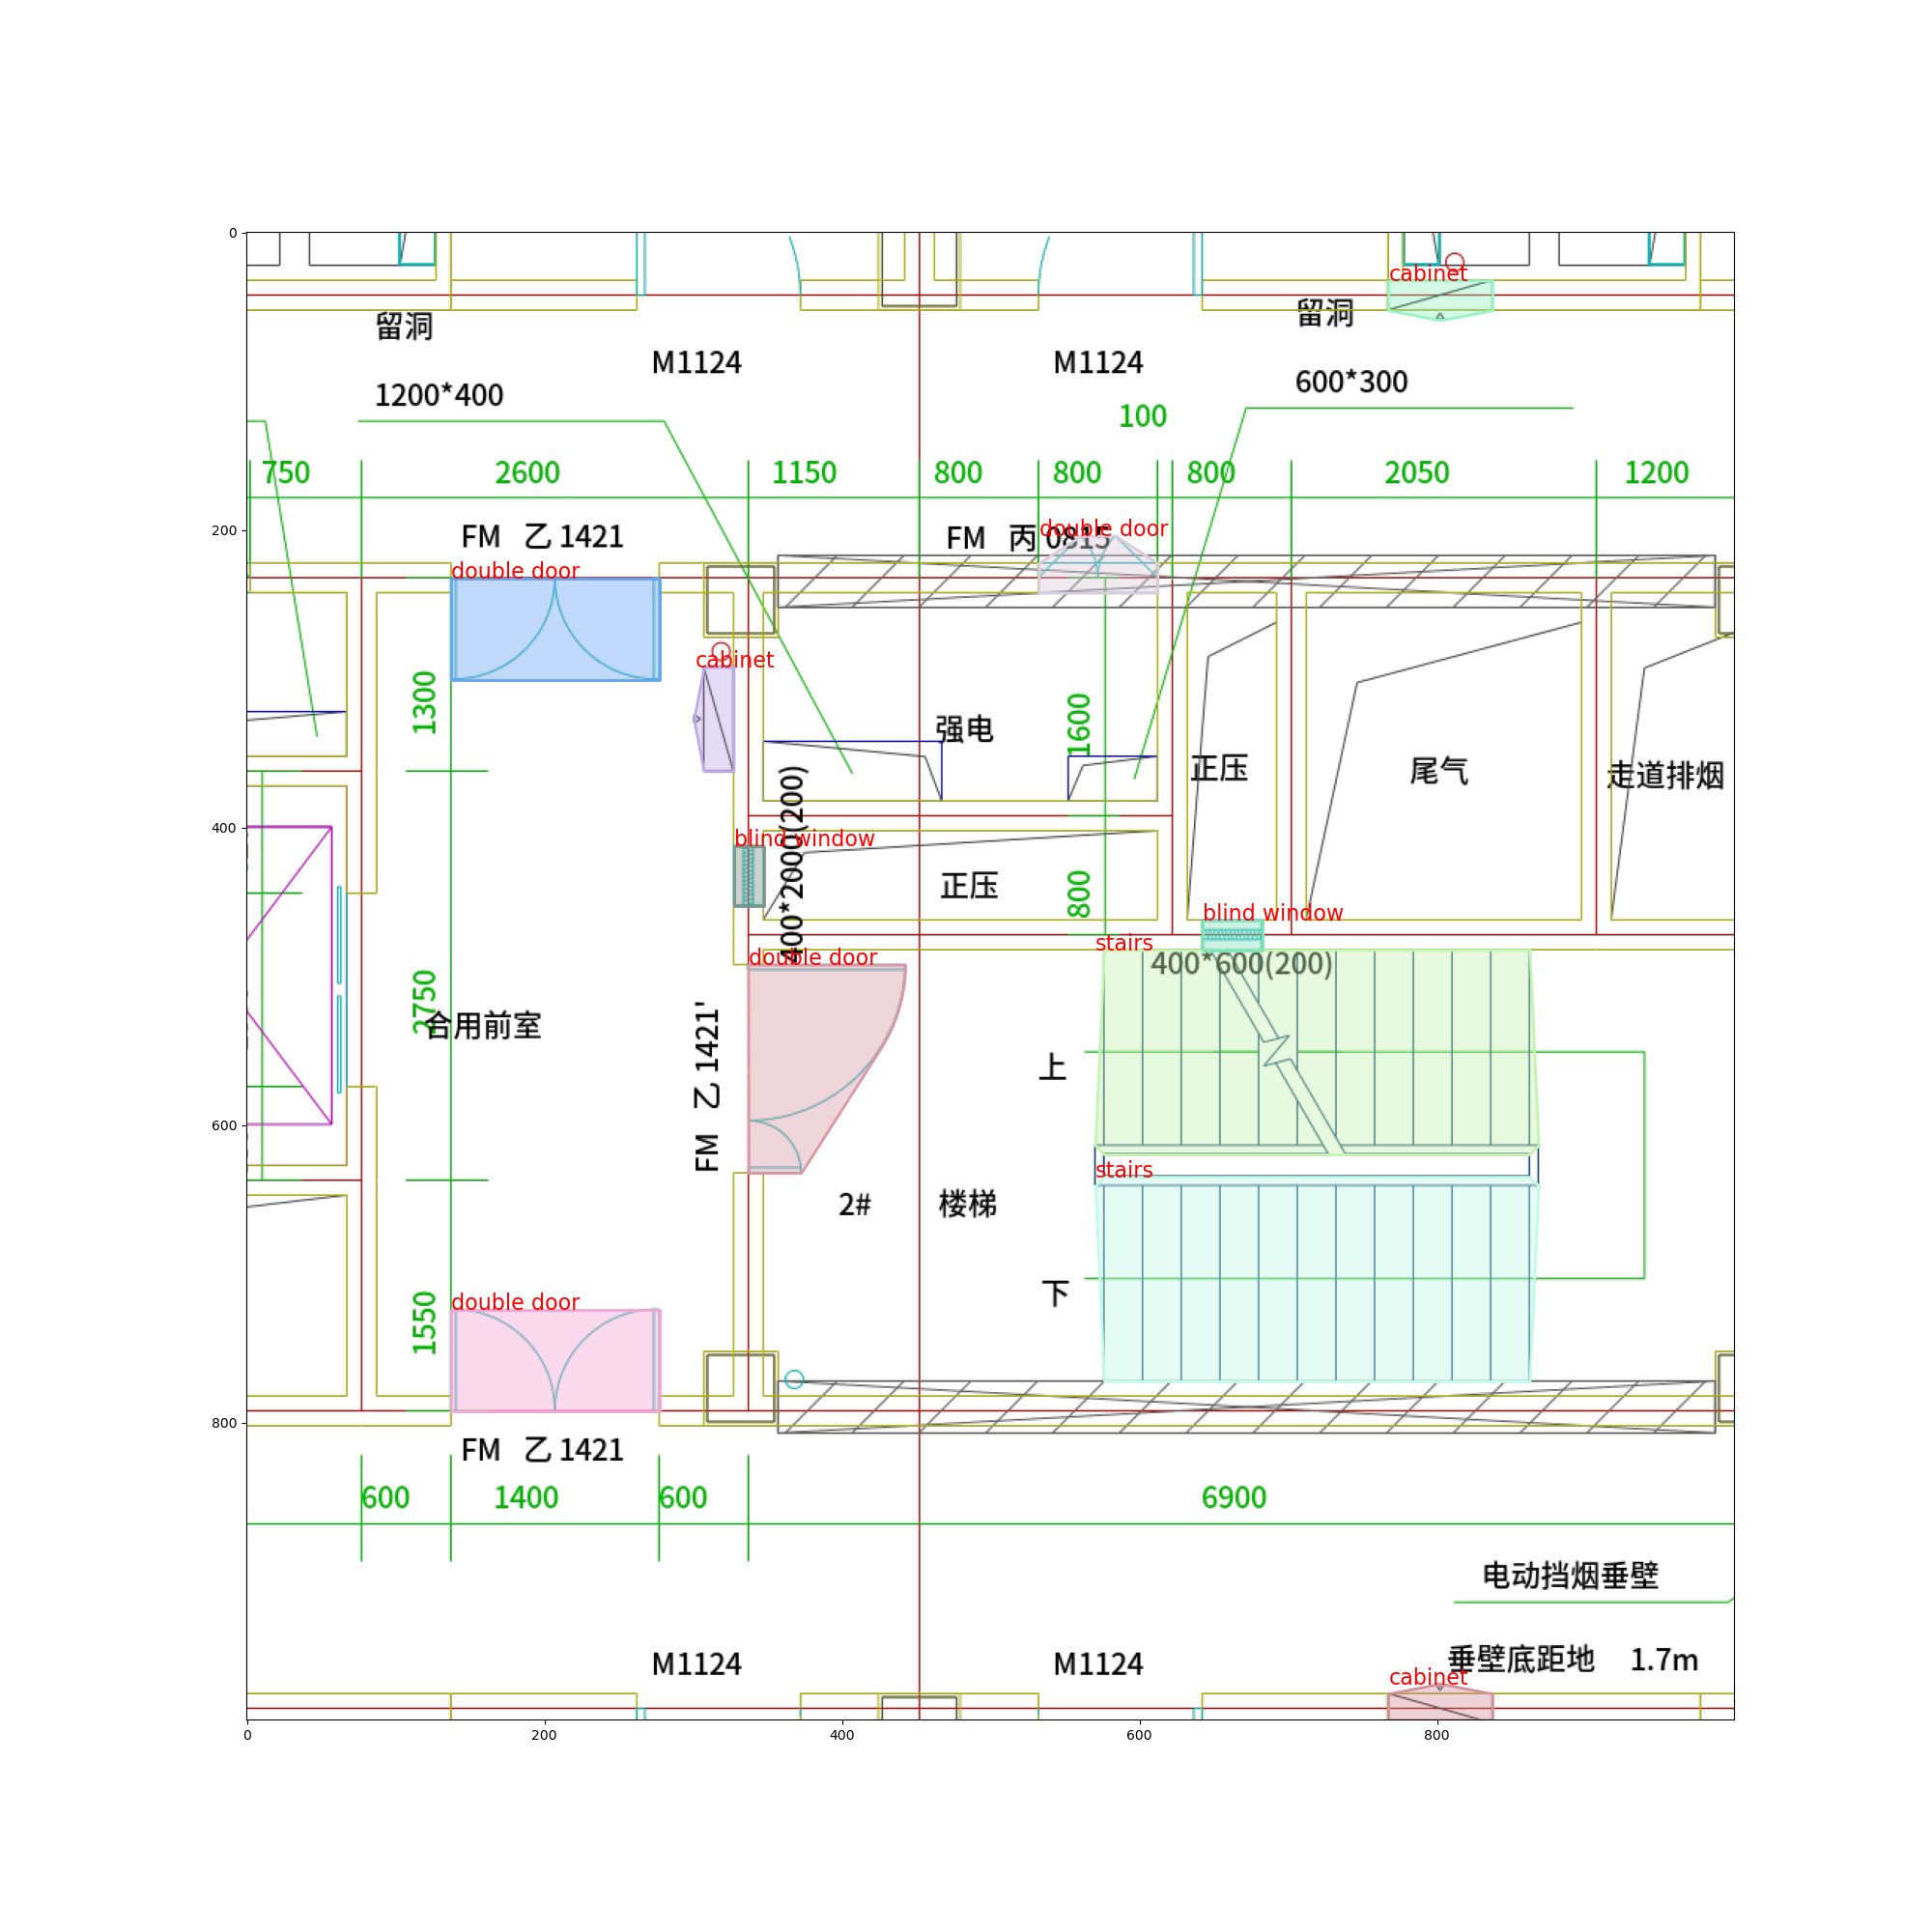 0
cabinet
留洞
留洞
M1124
M1124
1200*400
600*300
100
750
2600
1150
800
800
800
2050
1200
200
FM 乙 1421
FM 丙 0815
double door
double door
cabinet
1300
强电
1600
正压
尾气
走道排烟
400
blind window
400*2000(200)
正压
800
blind window
stairs
400*600(200)
double door
2750
合用前室
FM 乙 1421'
上
600
stairs
2#
楼梯
下
double door
1550
800
FM 乙 1421
600
1400
600
6900
电动挡烟垂壁
M1124
M1124
垂壁底距地 1.7m
cabinet
0
200
400
600
800